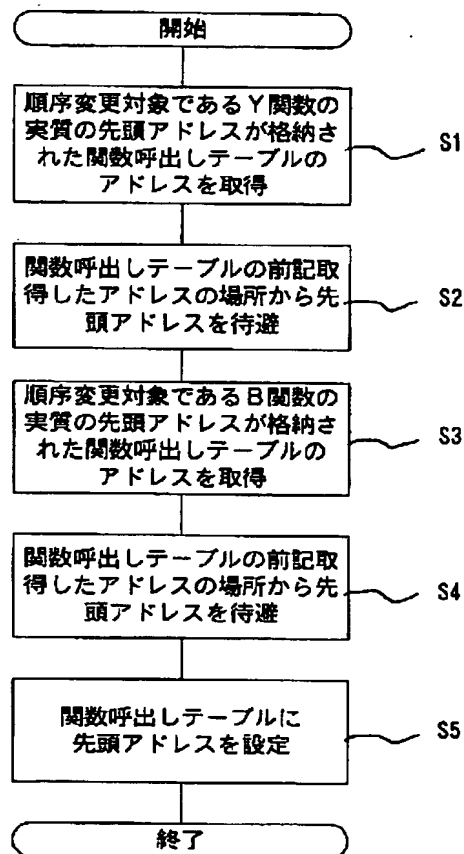 開始
順序変更対象であるY関数の
実質の先頭アドレスが格納さ
れた関数呼出しテーブルの
アドレスを取得
S1
関数呼出しテーブルの前記取
得したアドレスの場所から先
頭アドレスを待避
S2
順序変更対象であるB関数の
実質の先頭アドレスが格納さ
れた関数呼出しテーブルの
アドレスを取得
S3
関数呼出しテーブルの前記取
得したアドレスの場所から先
頭アドレスを待避
S4
関数呼出しテーブルに
先頭アドレスを設定
S5
終了